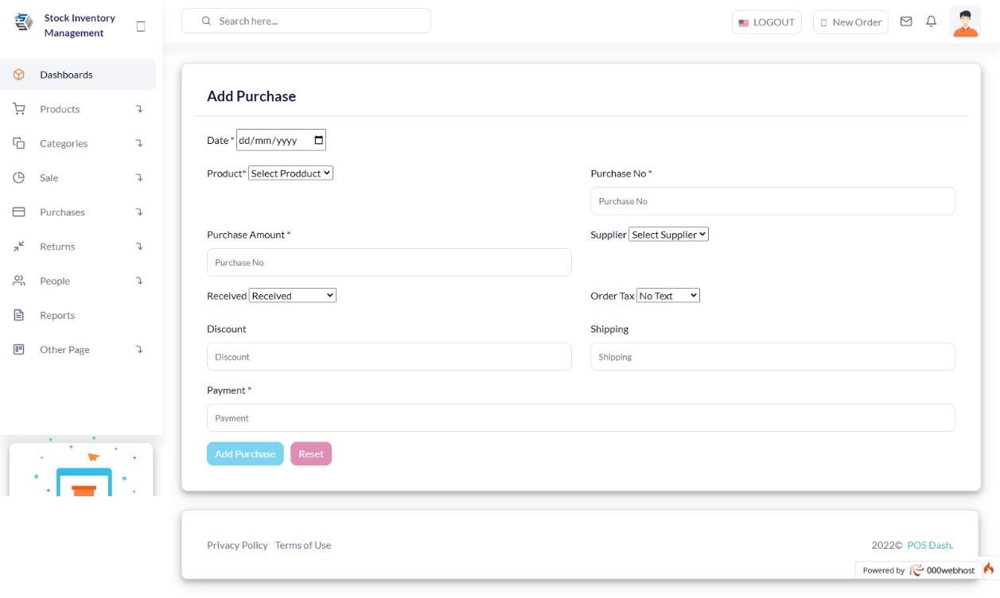 Stock Inventory
Management
Search here...
LOGOUT
New Order
Dashboards
Products
Categories
Sale
Purchases
Returns
People
Reports
Other Page
Add Purchase
Date * dd/mm/yyyy
Product* Select Prodduct
Purchase No *
Purchase No
Purchase Amount *
Purchase No
Supplier Select Supplier
Received Received
Order Tax No Text
Discount
Discount
Shipping
Shipping
Payment *
Payment
Add Purchase
Reset
Privacy Policy Terms of Use
2022© POS Dash.
Powered by 000webhost